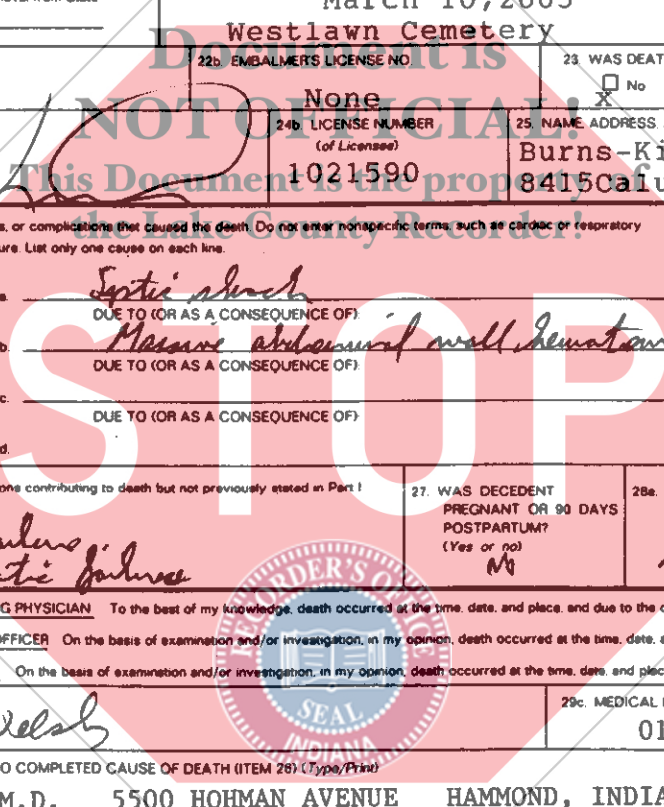 March 10,2005
Westlawn Cemetery
Document is
22b. EMBALMER'S LICENSE NO.
23. WAS DEAT
No
X
None
NOT OFFICIAL!
24b. LICENSE NUMBER
(of Licensee)
25. NAME, ADDRESS
1021590
Burns-Ki
8415Calu
This Document is the property of
the Lake County Recorder!
s, or complications that caused the death. Do not enter nonspecific terms, such as cardiac or respiratory
ure. List only one cause on each line.
a. Septic shock
DUE TO (OR AS A CONSEQUENCE OF):
b. Massive abdominal wall hematom
DUE TO (OR AS A CONSEQUENCE OF):
c.
DUE TO (OR AS A CONSEQUENCE OF):
d.
STOP
ons contributing to death but not previously stated in Part I
27. WAS DECEDENT
PREGNANT OR 90 DAYS
POSTPARTUM?
(Yes or no)
28a.
No
failure
RECORDER'S OFFICE
G PHYSICIAN To the best of my knowledge, death occurred at the time, date, and place, and due to the c
OFFICER On the basis of examination and/or investigation, in my opinion, death occurred at the time, date, a
On the basis of examination and/or investigation, in my opinion, death occurred at the time, date, and plac
SEAL
INDIANA
29c. MEDICAL
01
O COMPLETED CAUSE OF DEATH (ITEM 26) (Type/Print)
M.D. 5500 HOHMAN AVENUE HAMMOND, INDIA